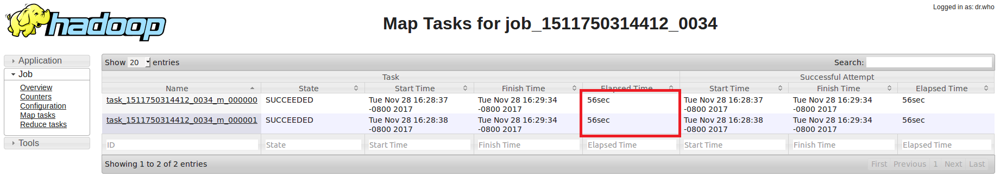 Logged in as: dr.who
hadoop
Map Tasks for job_1511750314412_0034
Application
Job
Overview
Counters
Configuration
Map tasks
Reduce tasks
Tools
Show 20 entries Search:
Task Successful Attempt
Name State Start Time Finish Time Elapsed Time Start Time Finish Time Elapsed Time
task_1511750314412_0034_m_000000 SUCCEEDED Tue Nov 28 16:28:37 Tue Nov 28 16:29:34 56sec Tue Nov 28 16:28:37 Tue Nov 28 16:29:34 56sec
-0800 2017 -0800 2017 -0800 2017 -0800 2017
task_1511750314412_0034_m_000001 SUCCEEDED Tue Nov 28 16:28:38 Tue Nov 28 16:29:34 56sec Tue Nov 28 16:28:38 Tue Nov 28 16:29:34 56sec
-0800 2017 -0800 2017 -0800 2017 -0800 2017
ID State Start Time Finish Time Elapsed Time Start Time Finish Time Elapsed Time
Showing 1 to 2 of 2 entries First Previous 1 Next Last